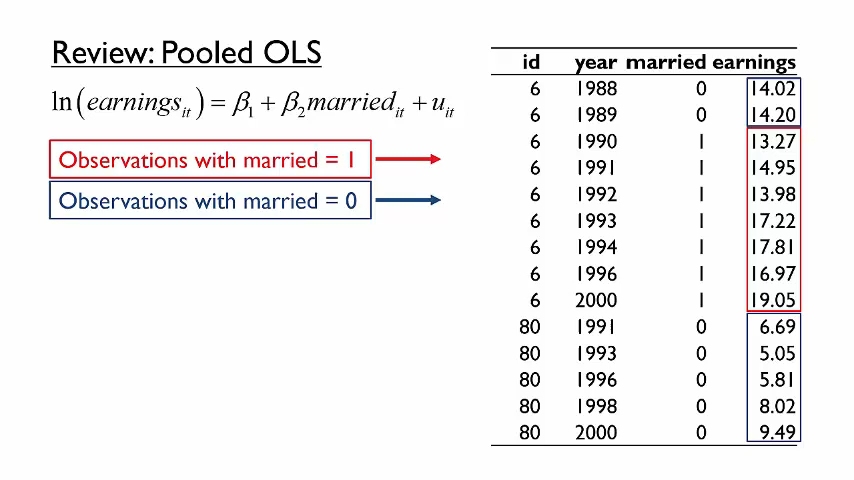 Review: Pooled OLS
ln(earnings_it) = β_1 + β_2married_it + u_it
Observations with married = 1
Observations with married = 0
id year married earnings
6 1988 0 14.02
6 1989 0 14.20
6 1990 1 13.27
6 1991 1 14.95
6 1992 1 13.98
6 1993 1 17.22
6 1994 1 17.81
6 1996 1 16.97
6 2000 1 19.05
80 1991 0 6.69
80 1993 0 5.05
80 1996 0 5.81
80 1998 0 8.02
80 2000 0 9.49